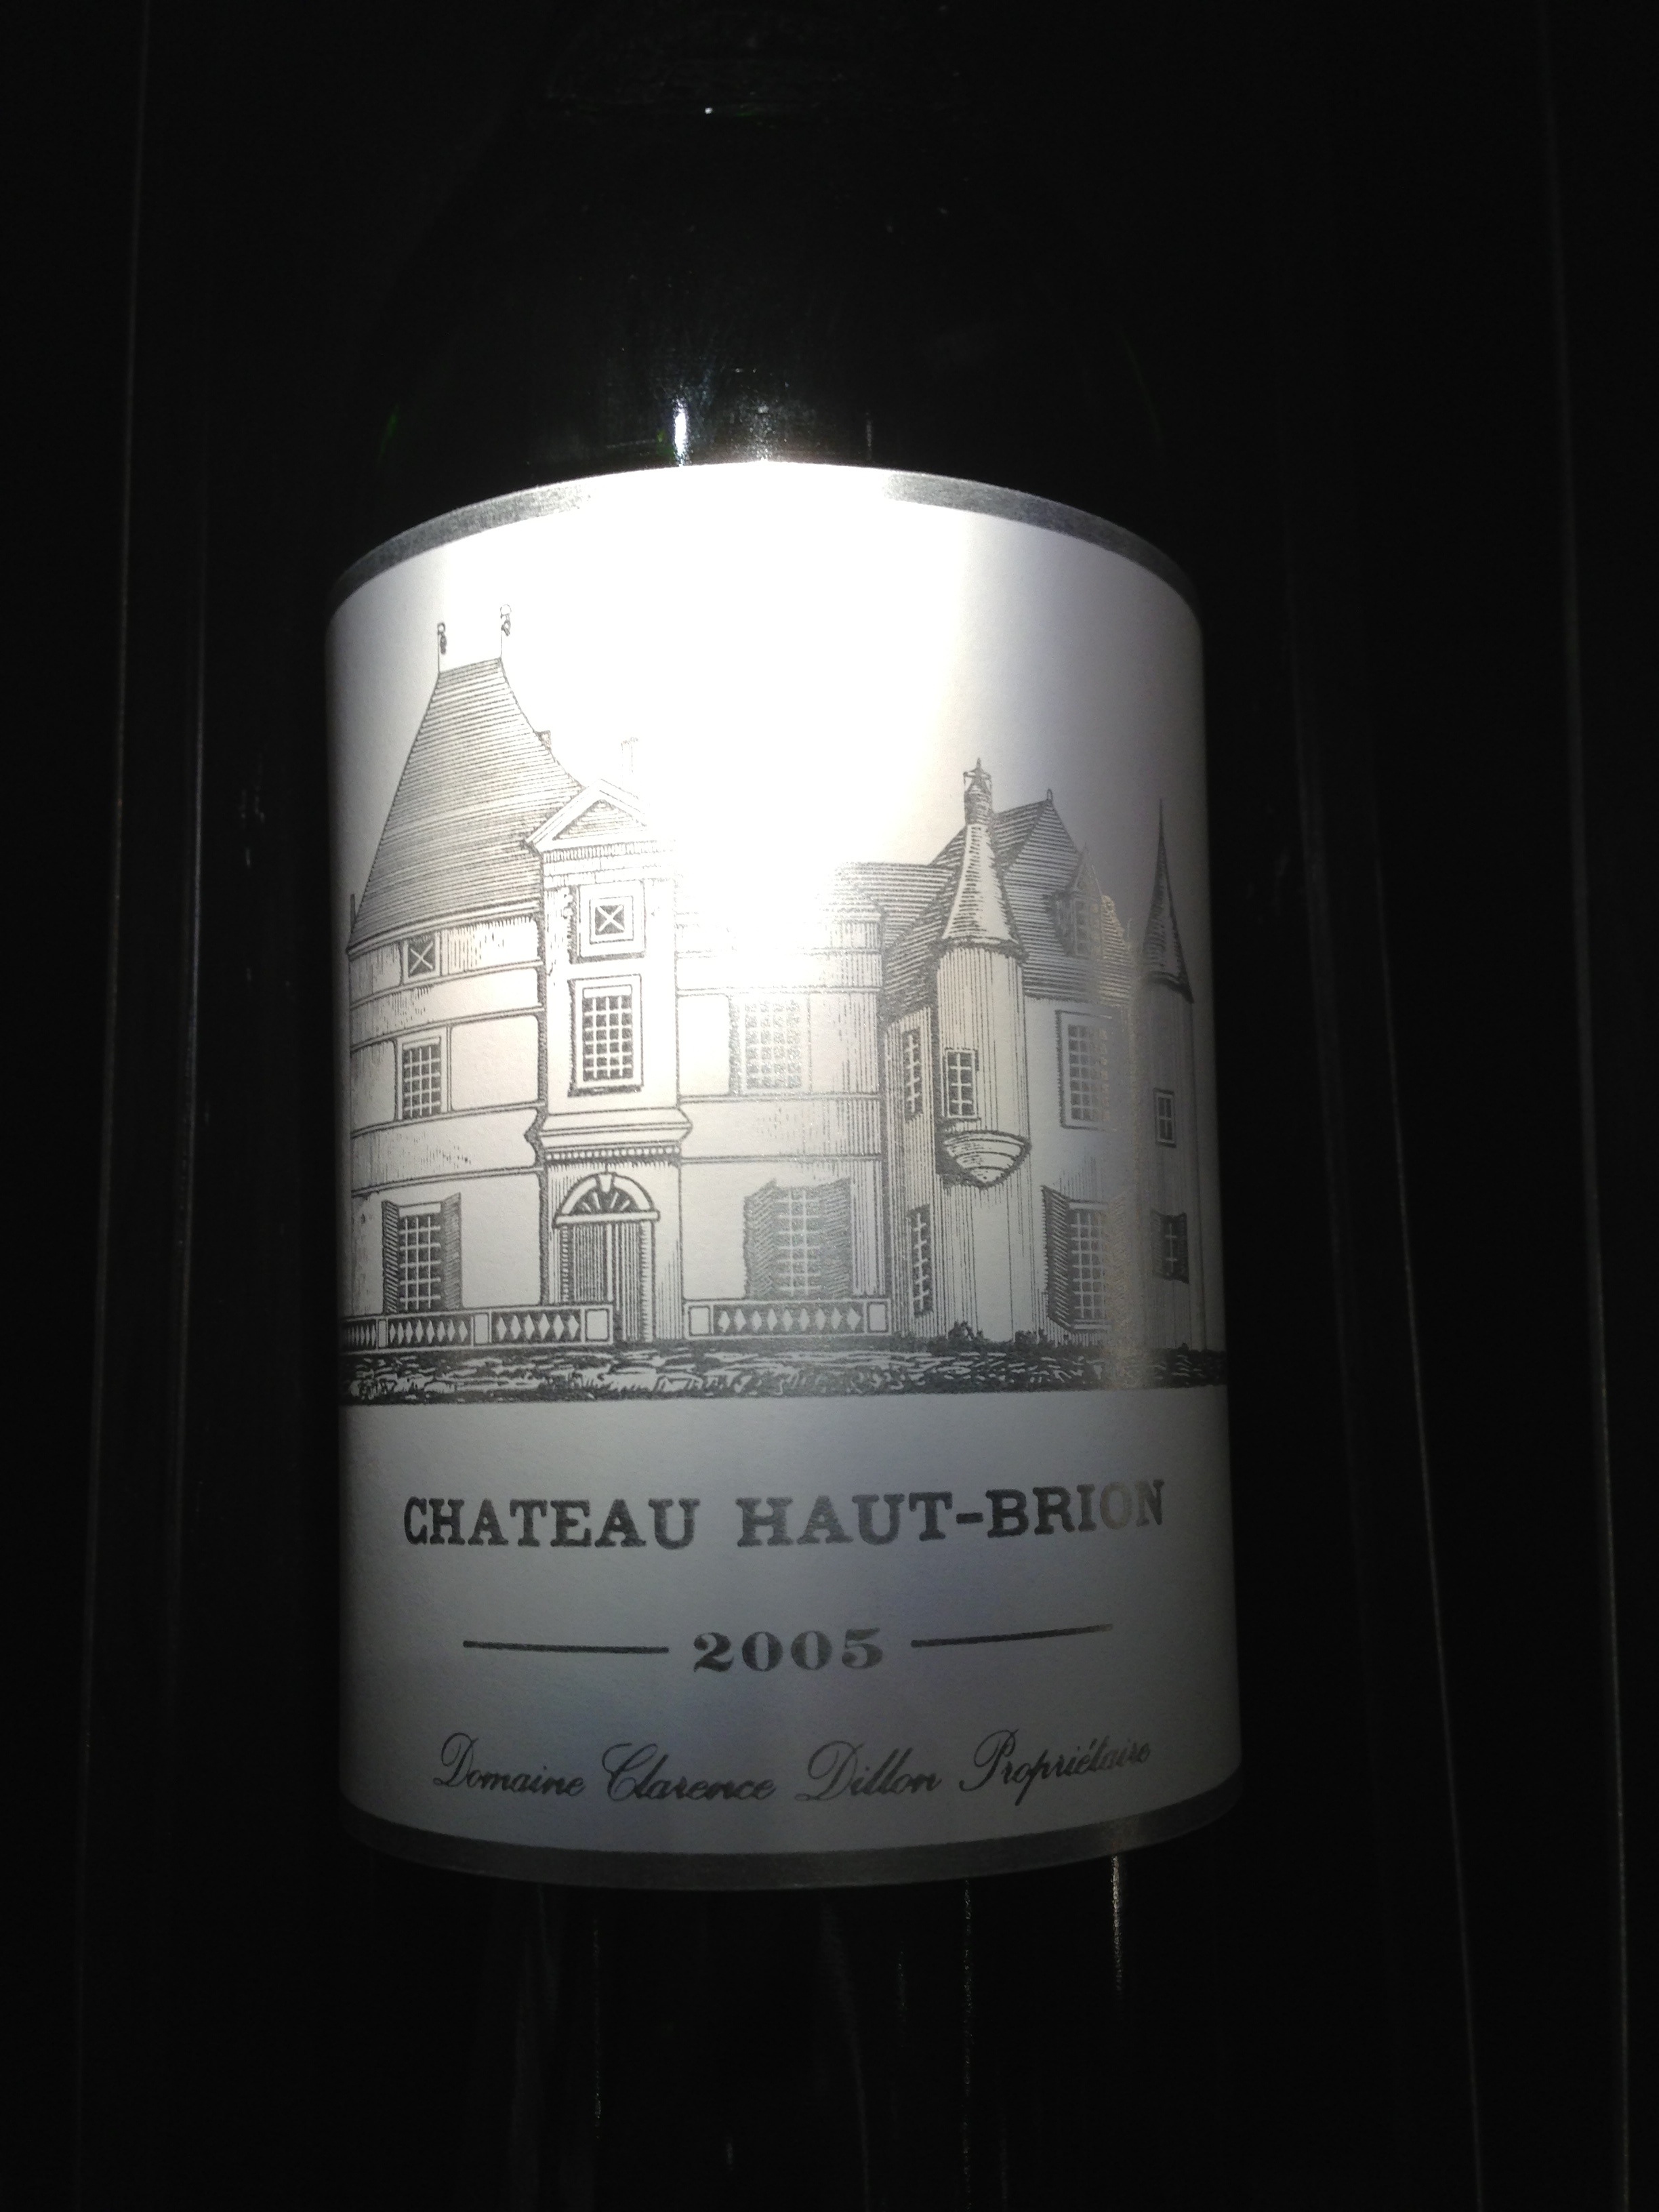 CHATEAU HAUT-BRION
2005
Domaine Clarence Dillon Propriétaire